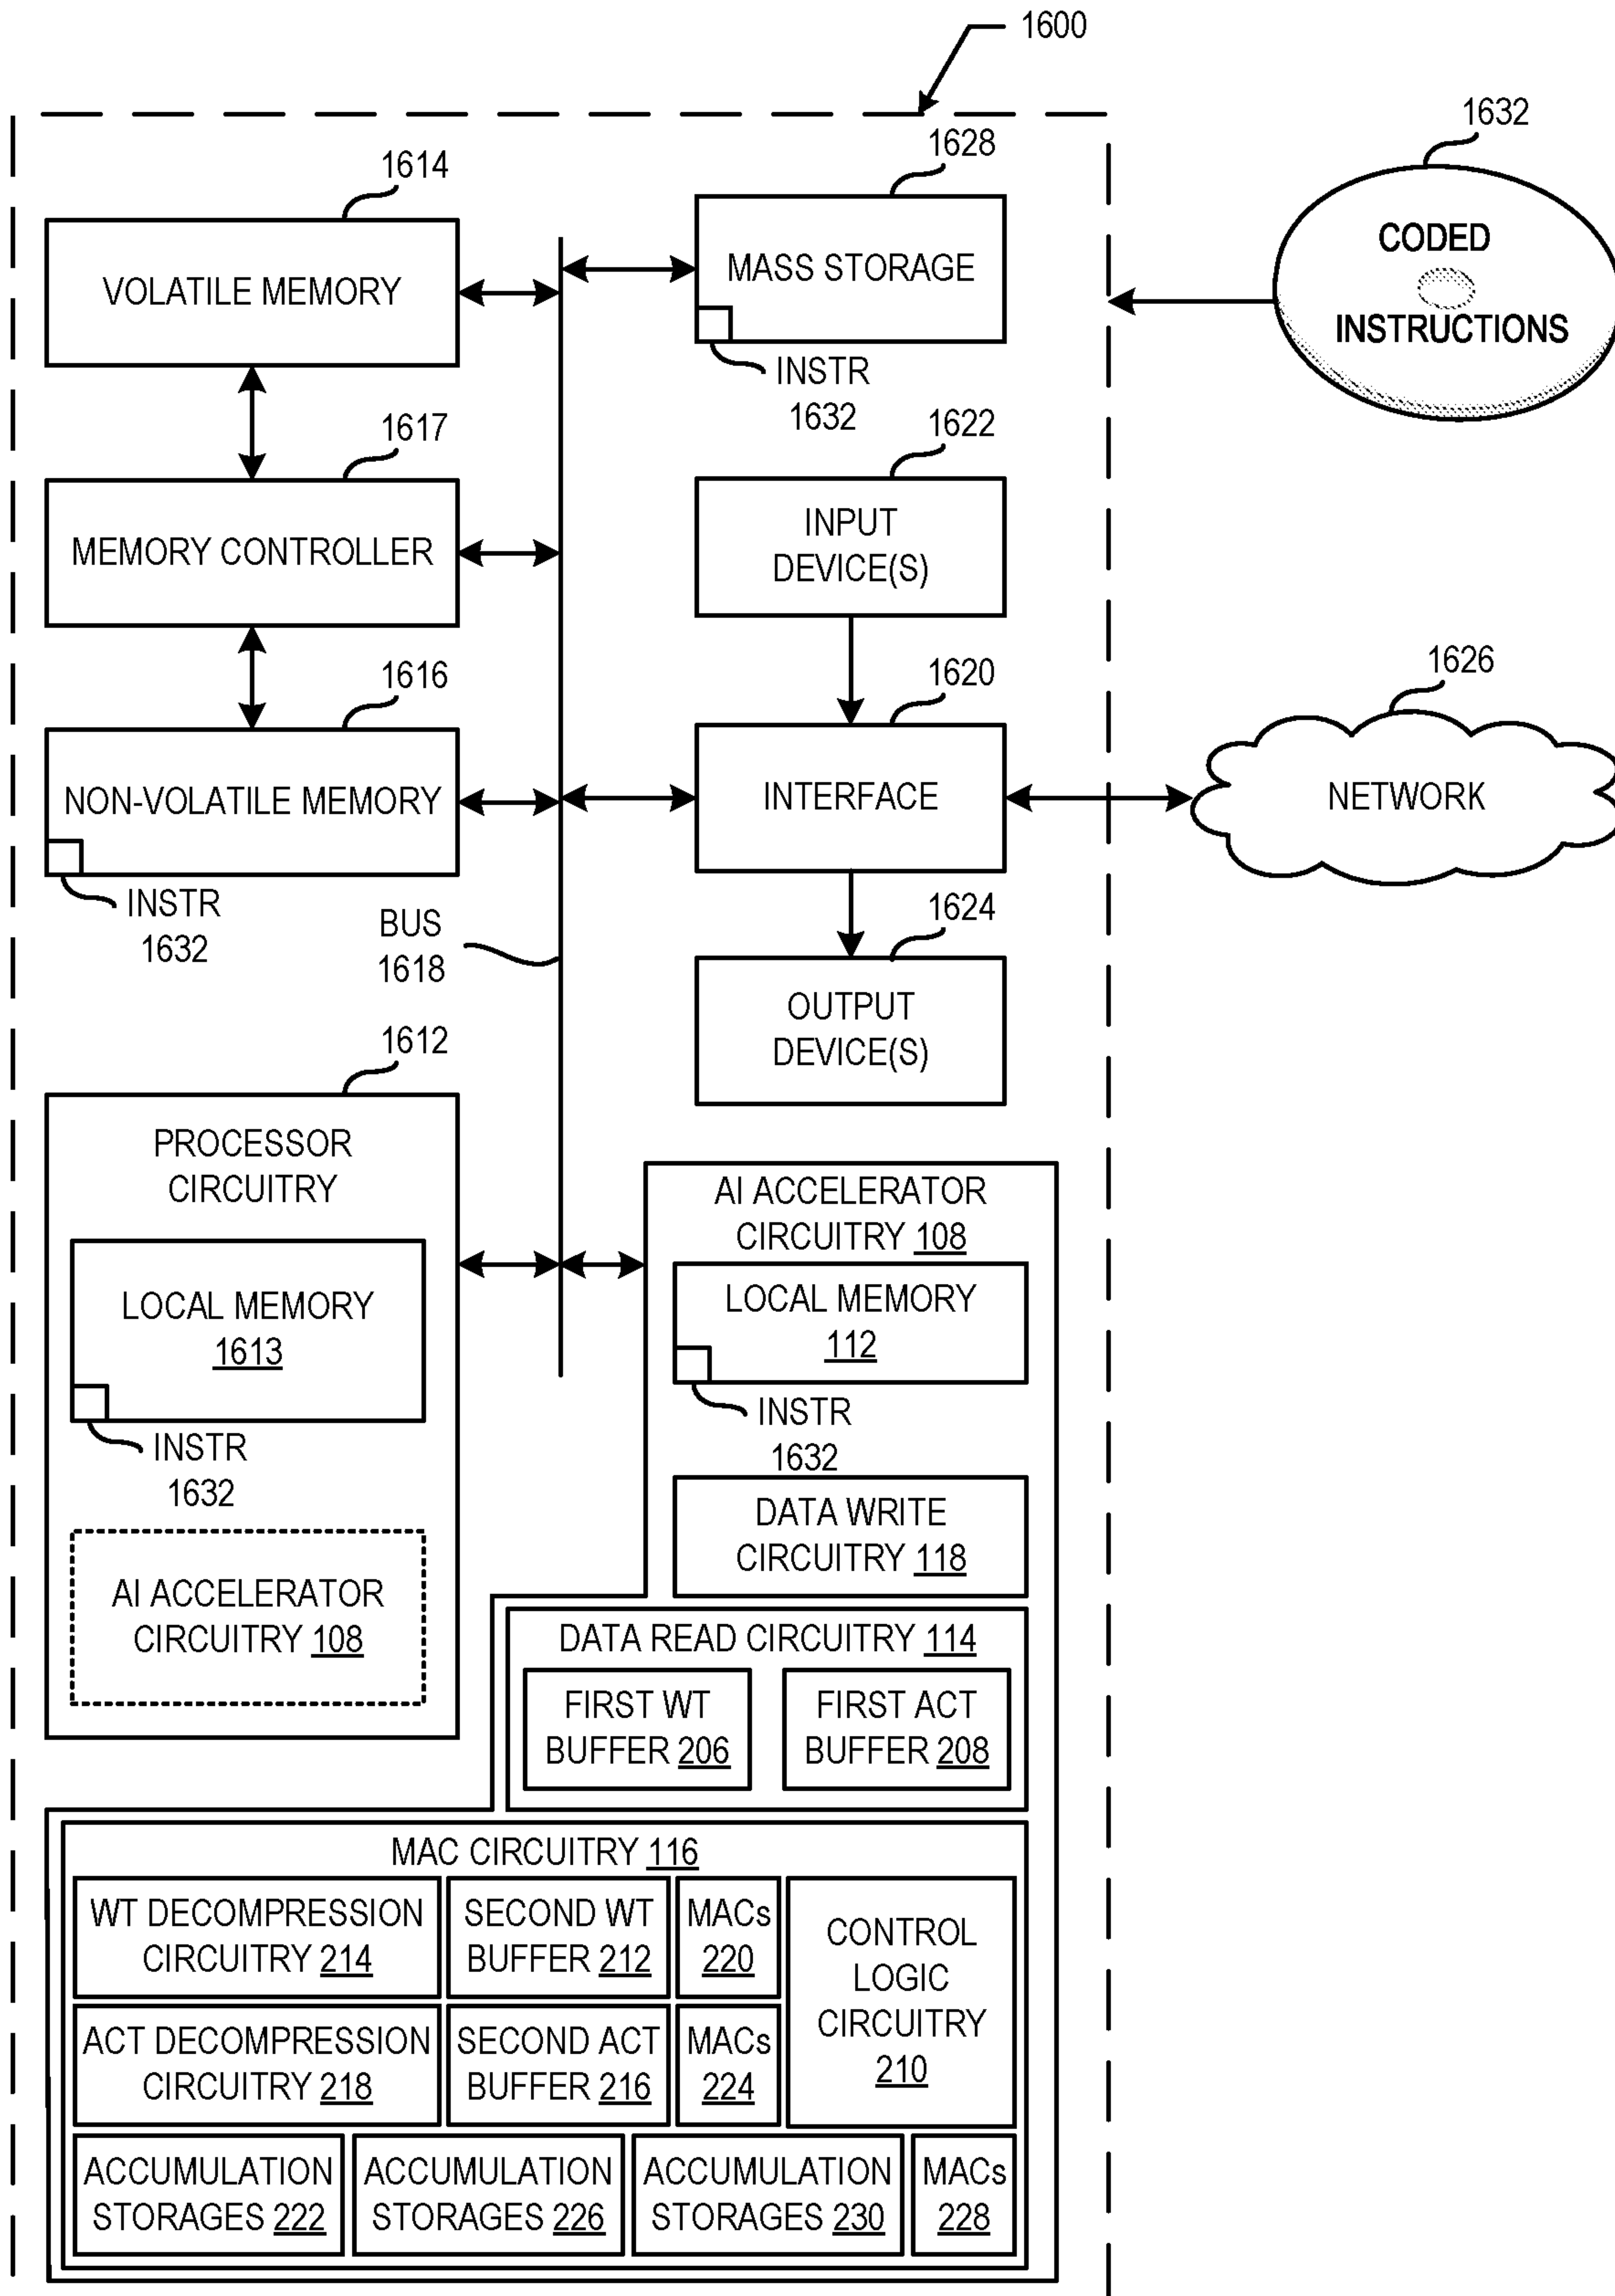 1600
1632
CODED
INSTRUCTIONS
1614
VOLATILE MEMORY
1628
MASS STORAGE
INSTR
1632
1617
MEMORY CONTROLLER
1622
INPUT
DEVICE(S)
1616
NON-VOLATILE MEMORY
INSTR
1632
1620
INTERFACE
1626
NETWORK
BUS
1618
1624
OUTPUT
DEVICE(S)
1612
PROCESSOR
CIRCUITRY
LOCAL MEMORY
1613
INSTR
1632
AI ACCELERATOR
CIRCUITRY 108
AI ACCELERATOR
CIRCUITRY 108
LOCAL MEMORY
112
INSTR
1632
DATA WRITE
CIRCUITRY 118
DATA READ CIRCUITRY 114
FIRST WT
BUFFER 206
FIRST ACT
BUFFER 208
MAC CIRCUITRY 116
WT DECOMPRESSION
CIRCUITRY 214
SECOND WT
BUFFER 212
MACs
220
CONTROL
LOGIC
CIRCUITRY
210
ACT DECOMPRESSION
CIRCUITRY 218
SECOND ACT
BUFFER 216
MACs
224
ACCUMULATION
STORAGES 222
ACCUMULATION
STORAGES 226
ACCUMULATION
STORAGES 230
MACs
228